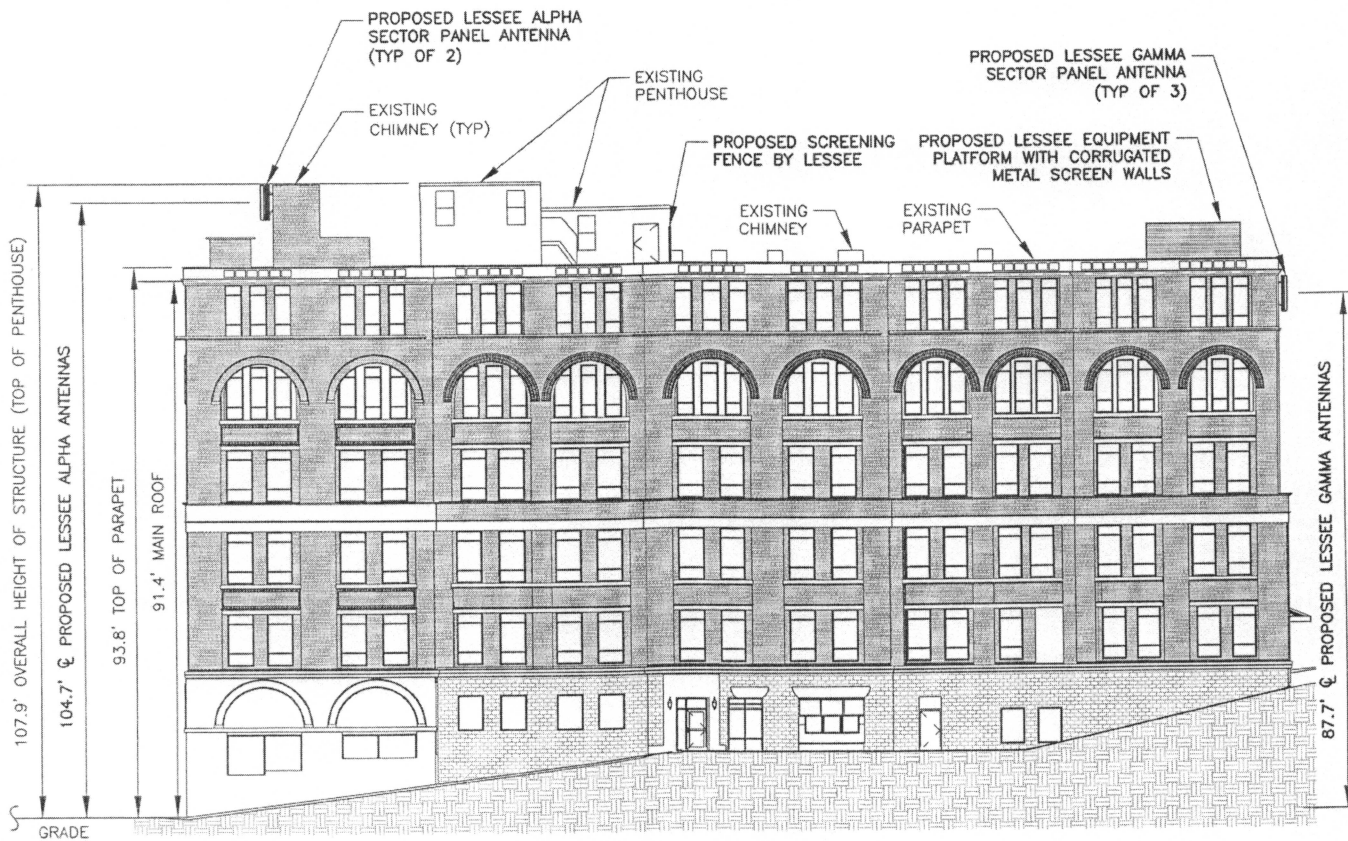 PROPOSED LESSEE ALPHA
SECTOR PANEL ANTENNA
(TYP OF 2)
EXISTING
CHIMNEY (TYP)
EXISTING
PENTHOUSE
PROPOSED SCREENING
FENCE BY LESSEE
PROPOSED LESSEE GAMMA
SECTOR PANEL ANTENNA
(TYP OF 3)
PROPOSED LESSEE EQUIPMENT
PLATFORM WITH CORRUGATED
METAL SCREEN WALLS
EXISTING
CHIMNEY
EXISTING
PARAPET
107.9' OVERALL HEIGHT OF STRUCTURE (TOP OF PENTHOUSE)
104.7' ℄ PROPOSED LESSEE ALPHA ANTENNAS
93.8' TOP OF PARAPET
91.4' MAIN ROOF
87.7' ℄ PROPOSED LESSEE GAMMA ANTENNAS
GRADE